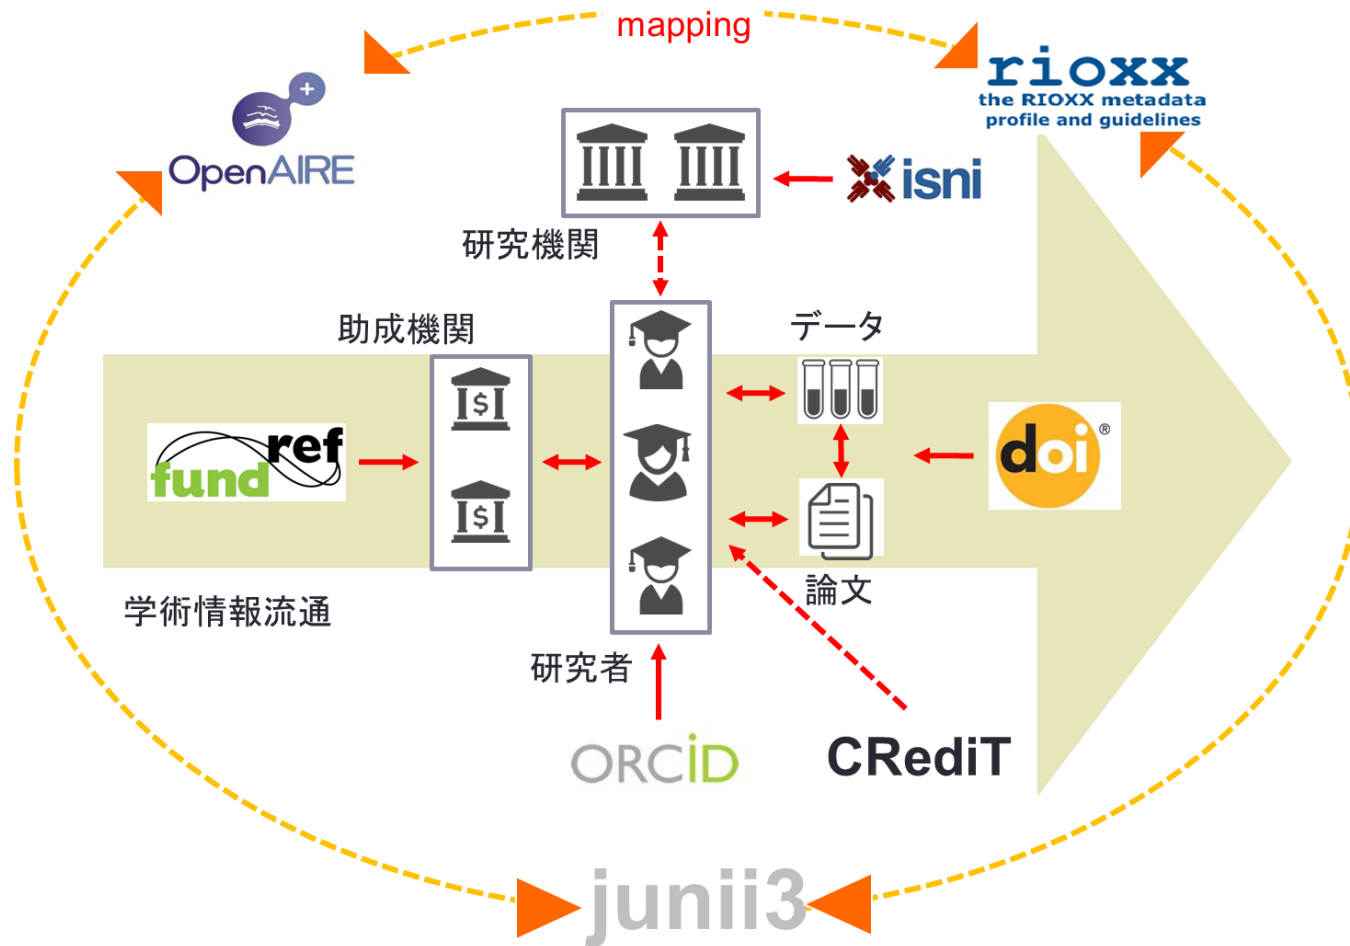 mapping
OpenAIRE
rioxx
the RIOXX metadata
profile and guidelines
isni
研究機関
助成機関
データ
fundref
doi®
論文
学術情報流通
研究者
ORCiD
CRediT
junii3